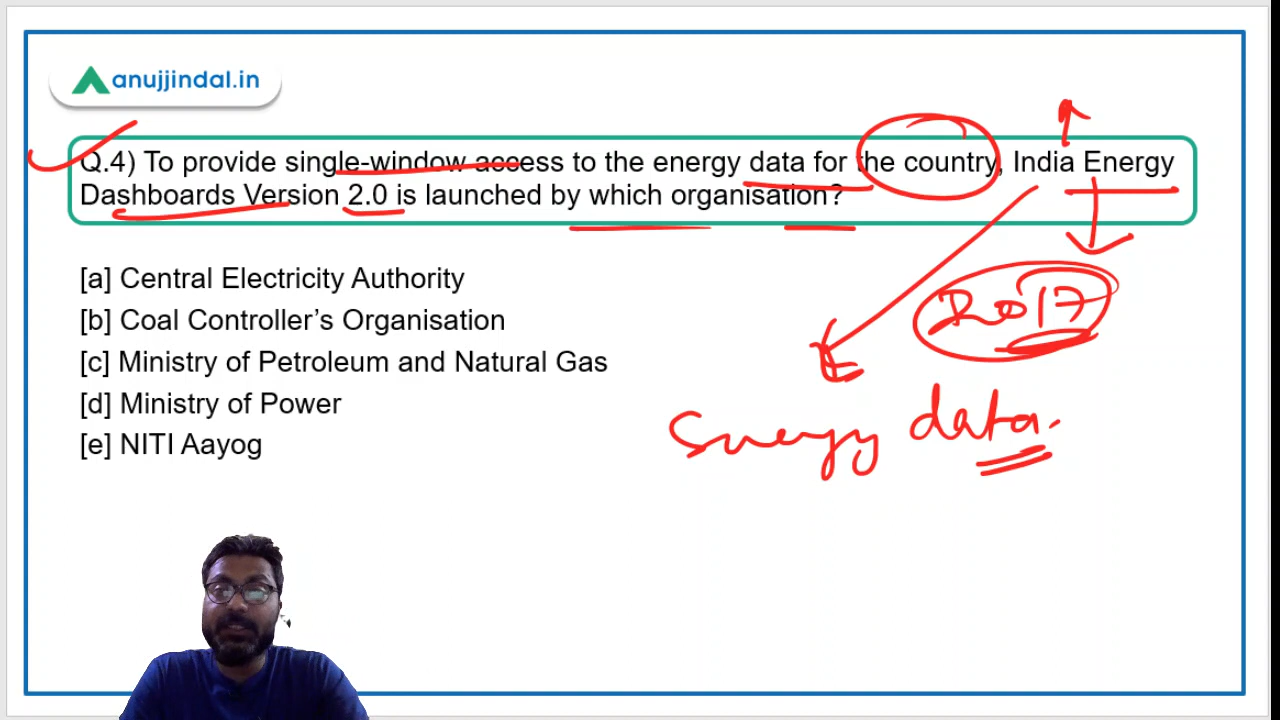 anujjindal.in
Q.4) To provide single-window access to the energy data for the country, India Energy
Dashboards Version 2.0 is launched by which organisation?
[a] Central Electricity Authority
[b] Coal Controller’s Organisation
[c] Ministry of Petroleum and Natural Gas
[d] Ministry of Power
[e] NITI Aayog
2017
Energy data.